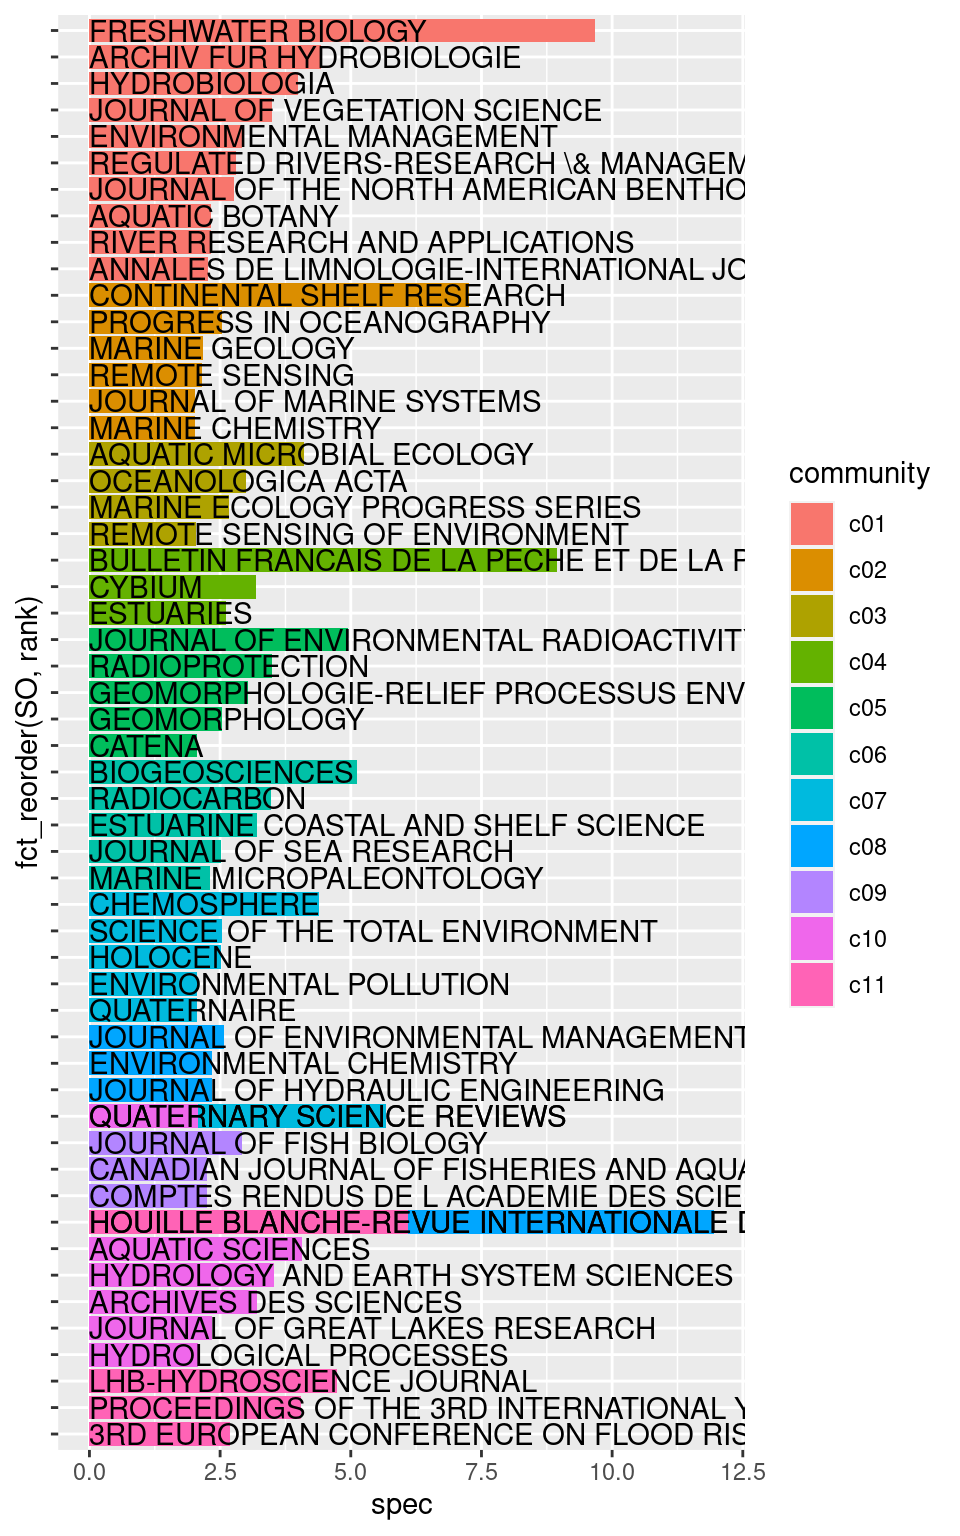 FRESHWATER BIOLOGY
ARCHIV FUR HYDROBIOLOGIE
HYDROBIOLOGIA
JOURNAL OF VEGETATION SCIENCE
ENVIRONMENTAL MANAGEMENT
REGULATED RIVERS-RESEARCH \& MANAGEM
JOURNAL OF THE NORTH AMERICAN BENTHO
AQUATIC BOTANY
RIVER RESEARCH AND APPLICATIONS
ANNALES DE LIMNOLOGIE-INTERNATIONAL JO
CONTINENTAL SHELF RESEARCH
PROGRESS IN OCEANOGRAPHY
MARINE GEOLOGY
REMOTE SENSING
JOURNAL OF MARINE SYSTEMS
MARINE CHEMISTRY
AQUATIC MICROBIAL ECOLOGY
OCEANOLOGICA ACTA
MARINE ECOLOGY PROGRESS SERIES
REMOTE SENSING OF ENVIRONMENT
BULLETIN FRANCAIS DE LA PECHE ET DE LA P
CYBIUM
ESTUARIES
JOURNAL OF ENVIRONMENTAL RADIOACTIVIT
RADIOPROTECTION
GEOMORPHOLOGIE-RELIEF PROCESSUS ENV
GEOMORPHOLOGY
CATENA
BIOGEOSCIENCES
RADIOCARBON
ESTUARINE COASTAL AND SHELF SCIENCE
JOURNAL OF SEA RESEARCH
MARINE MICROPALEONTOLOGY
CHEMOSPHERE
SCIENCE OF THE TOTAL ENVIRONMENT
HOLOCENE
ENVIRONMENTAL POLLUTION
QUATERNAIRE
JOURNAL OF ENVIRONMENTAL MANAGEMENT
ENVIRONMENTAL CHEMISTRY
JOURNAL OF HYDRAULIC ENGINEERING
QUATERNARY SCIENCE REVIEWS
JOURNAL OF FISH BIOLOGY
CANADIAN JOURNAL OF FISHERIES AND AQUA
COMPTES RENDUS DE L ACADEMIE DES SCIE
HOUILLE BLANCHE-REVUE INTERNATIONALE D
AQUATIC SCIENCES
HYDROLOGY AND EARTH SYSTEM SCIENCES
ARCHIVES DES SCIENCES
JOURNAL OF GREAT LAKES RESEARCH
HYDROLOGICAL PROCESSES
LHB-HYDROSCIENCE JOURNAL
PROCEEDINGS OF THE 3RD INTERNATIONAL Y
3RD EUROPEAN CONFERENCE ON FLOOD RIS
0.0 2.5 5.0 7.5 10.0 12.5
spec
fct_reorder(SO, rank)
community
c01
c02
c03
c04
c05
c06
c07
c08
c09
c10
c11